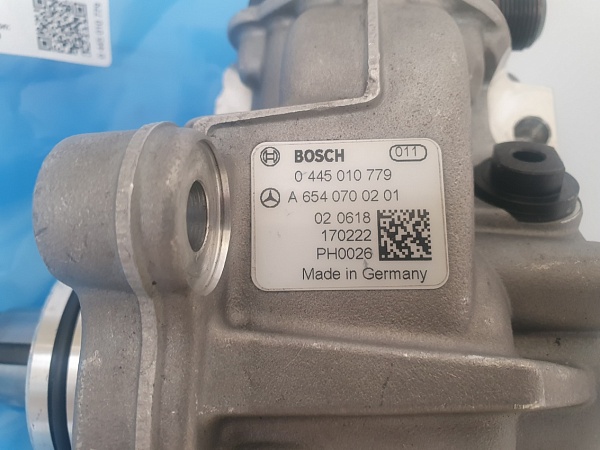 BOSCH 011
0 445 010 779
A 654 070 02 01
02 0618
170222
PH0026
Made in Germany